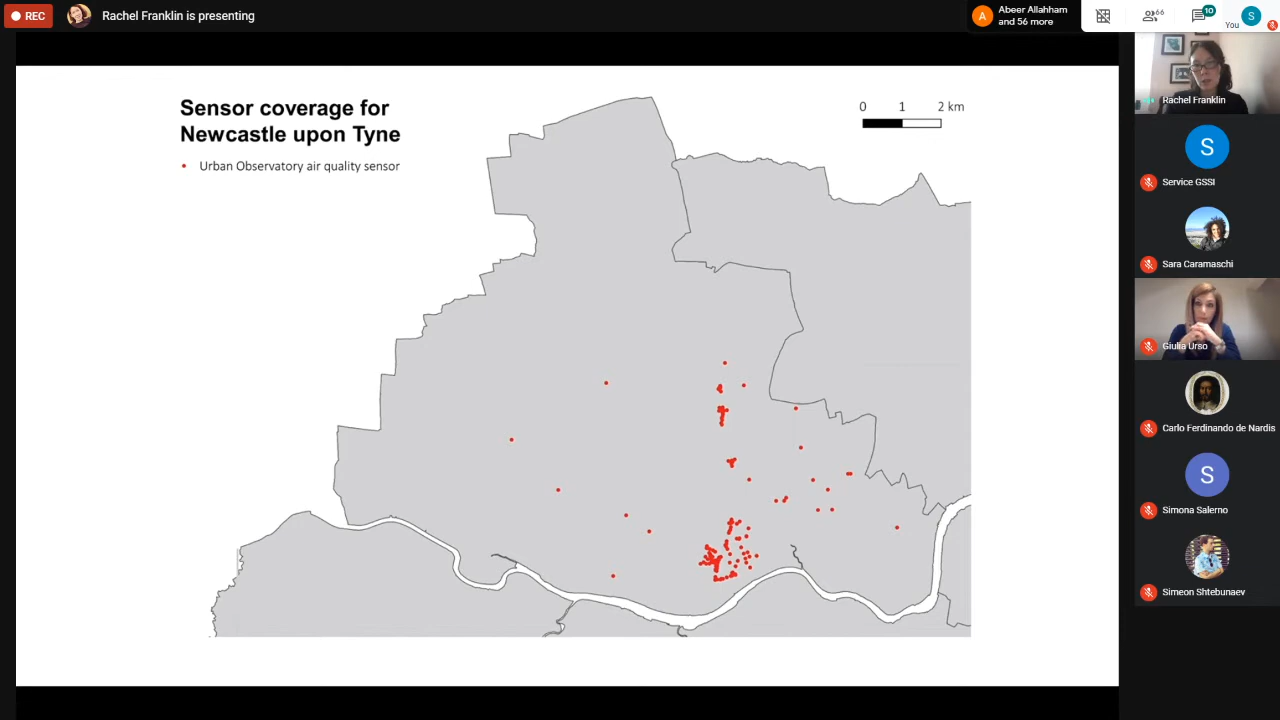 REC
Rachel Franklin is presenting
A
Abeer Allahham
and 56 more
66
10
You
S
Sensor coverage for
Newcastle upon Tyne
• Urban Observatory air quality sensor
0 1 2 km
Rachel Franklin
S
Service GSSI
Sara Caramaschi
Giulia Urso
Carlo Ferdinando de Nardis
S
Simona Salerno
Simeon Shtebunaev